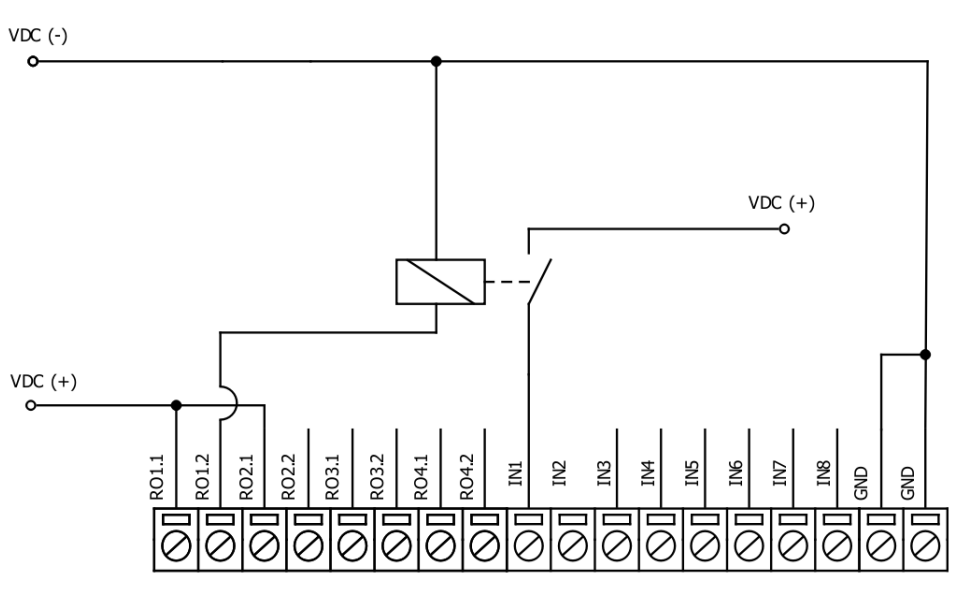 VDC (-)
VDC (+)
VDC (+)
RO1.1
RO1.2
RO2.1
RO2.2
RO3.1
RO3.2
RO4.1
RO4.2
IN1
IN2
IN3
IN4
IN5
IN6
IN7
IN8
GND
GND